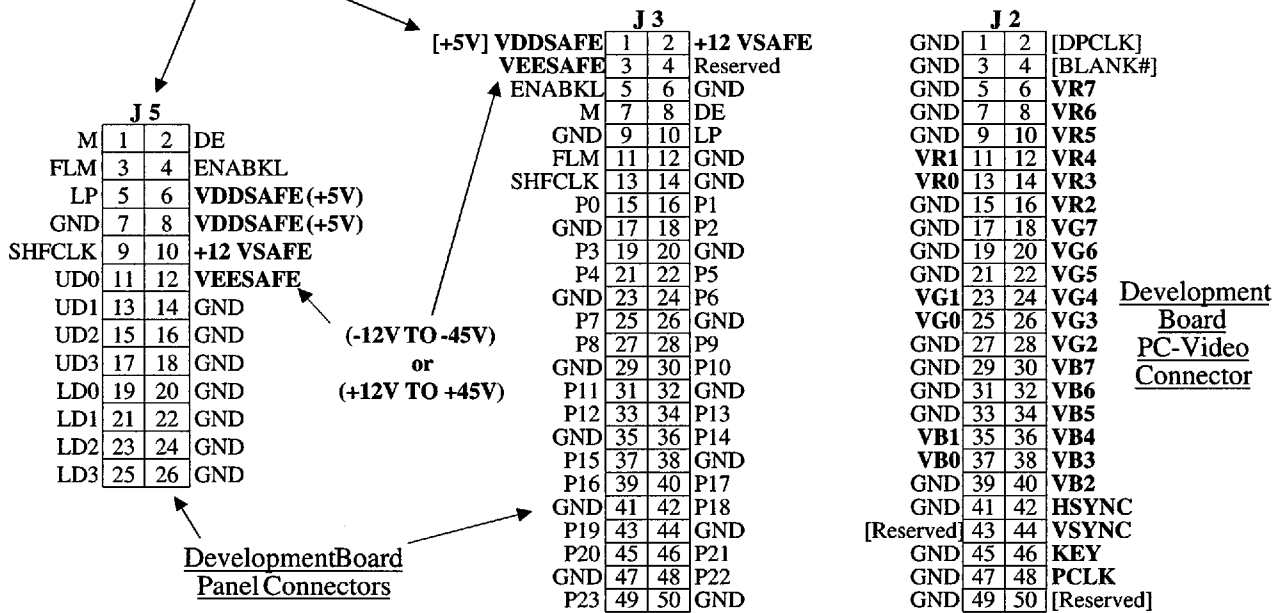 J 5
M 1 2 DE
FLM 3 4 ENABKL
LP 5 6 VDDSAFE (+5V)
GND 7 8 VDDSAFE (+5V)
SHFCLK 9 10 +12 VSAFE
UD0 11 12 VEESAFE
UD1 13 14 GND
UD2 15 16 GND
UD3 17 18 GND
LD0 19 20 GND
LD1 21 22 GND
LD2 23 24 GND
LD3 25 26 GND
(-12V TO -45V)
or
(+12V TO +45V)
DevelopmentBoard
Panel Connectors
J 3
[+5V] VDDSAFE 1 2 +12 VSAFE
VEESAFE 3 4 Reserved
ENABKL 5 6 GND
M 7 8 DE
GND 9 10 LP
FLM 11 12 GND
SHFCLK 13 14 GND
P0 15 16 P1
GND 17 18 P2
P3 19 20 GND
P4 21 22 P5
GND 23 24 P6
P7 25 26 GND
P8 27 28 P9
GND 29 30 P10
P11 31 32 GND
P12 33 34 P13
GND 35 36 P14
P15 37 38 GND
P16 39 40 P17
GND 41 42 P18
P19 43 44 GND
P20 45 46 P21
GND 47 48 P22
P23 49 50 GND
J 2
GND 1 2 [DPCLK]
GND 3 4 [BLANK#]
GND 5 6 VR7
GND 7 8 VR6
GND 9 10 VR5
VR1 11 12 VR4
VR0 13 14 VR3
GND 15 16 VR2
GND 17 18 VG7
GND 19 20 VG6
GND 21 22 VG5
VG1 23 24 VG4
VG0 25 26 VG3
GND 27 28 VG2
GND 29 30 VB7
GND 31 32 VB6
GND 33 34 VB5
VB1 35 36 VB4
VB0 37 38 VB3
GND 39 40 VB2
GND 41 42 HSYNC
[Reserved] 43 44 VSYNC
GND 45 46 KEY
GND 47 48 PCLK
GND 49 50 [Reserved]
Development
Board
PC-Video
Connector